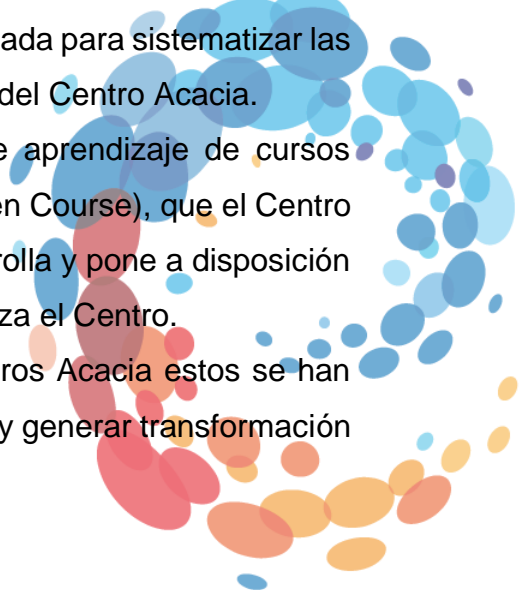 ada para sistematizar las
del Centro Acacia.
e aprendizaje de cursos
en Course), que el Centro
rolla y pone a disposición
za el Centro.
ros Acacia estos se han
y generar transformación